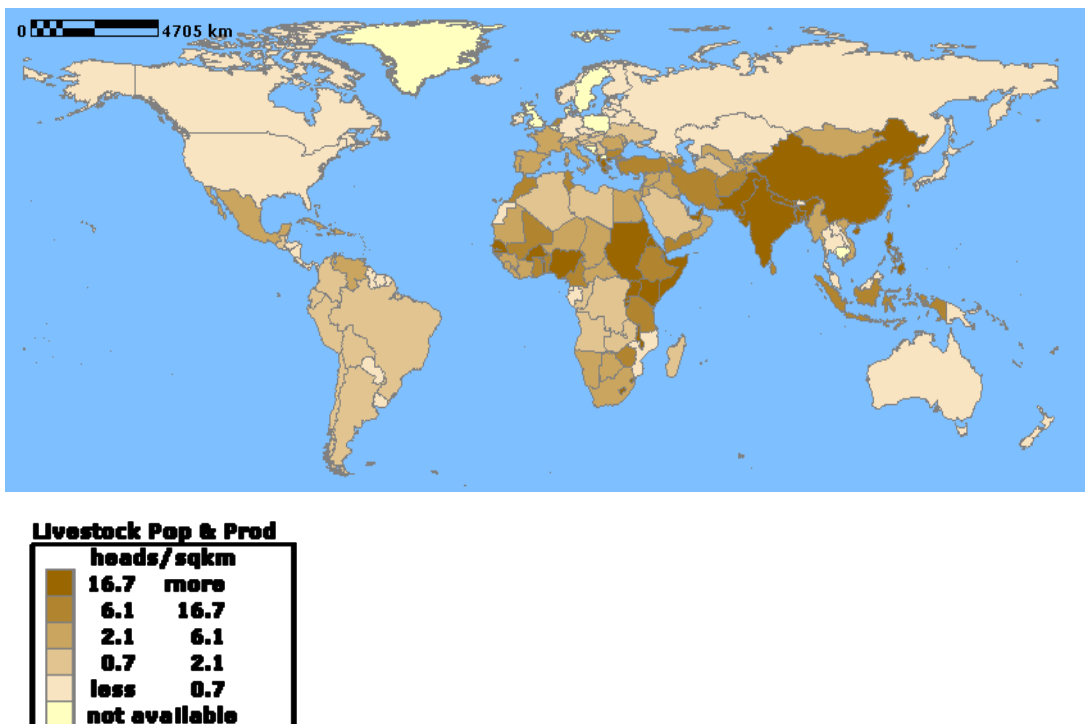 0 4705 km
Livestock Pop & Prod
heads/sqkm
16.7 more
6.1 16.7
2.1 6.1
0.7 2.1
less 0.7
not available